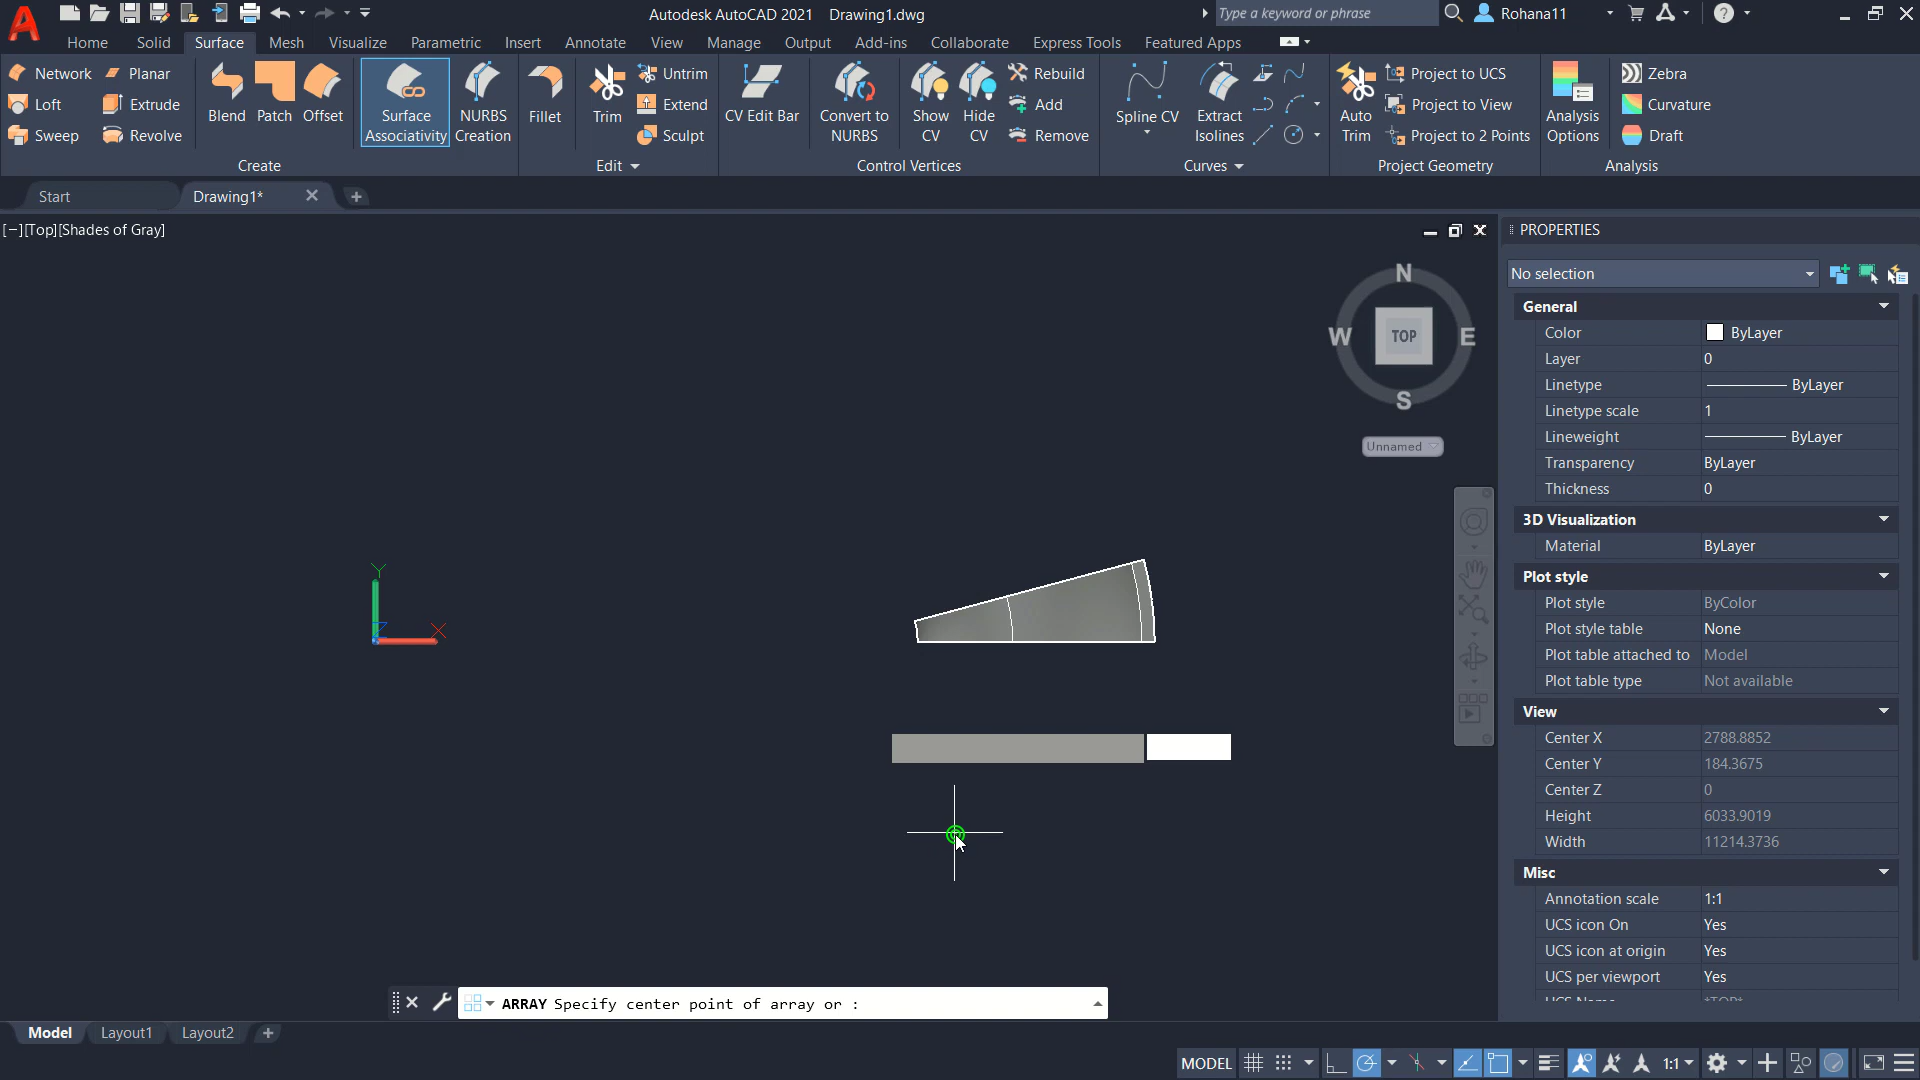 Autodesk AutoCAD 2021 Drawing1.dwg
Type a keyword or phrase
Rohana11
Home Solid Surface Mesh Visualize Parametric Insert Annotate View Manage Output Add-ins Collaborate Express Tools Featured Apps
Network Planar
Loft Extrude
Sweep Revolve
Blend Patch Offset
Surface Associativity
NURBS Creation
Create
Fillet
Trim
Untrim
Extend
Sculpt
Edit
CV Edit Bar
Convert to NURBS
Show CV
Hide CV
Rebuild
Add
Remove
Control Vertices
Spline CV
Extract Isolines
Curves
Auto Trim
Project to UCS
Project to View
Project to 2 Points
Project Geometry
Analysis Options
Zebra
Curvature
Draft
Analysis
Start
Drawing1*
[−][Top][Shades of Gray]
N
W TOP E
S
Unnamed
Y
Z X
PROPERTIES
No selection
General
Color ByLayer
Layer 0
Linetype ByLayer
Linetype scale 1
Lineweight ByLayer
Transparency ByLayer
Thickness 0
3D Visualization
Material ByLayer
Plot style
Plot style ByColor
Plot style table None
Plot table attached to Model
Plot table type Not available
View
Center X 2788.8852
Center Y 184.3675
Center Z 0
Height 6033.9019
Width 11214.3736
Misc
Annotation scale 1:1
UCS icon On Yes
UCS icon at origin Yes
UCS per viewport Yes
UCS Name *TOP*
ARRAY Specify center point of array or :
Model Layout1 Layout2
MODEL 1:1